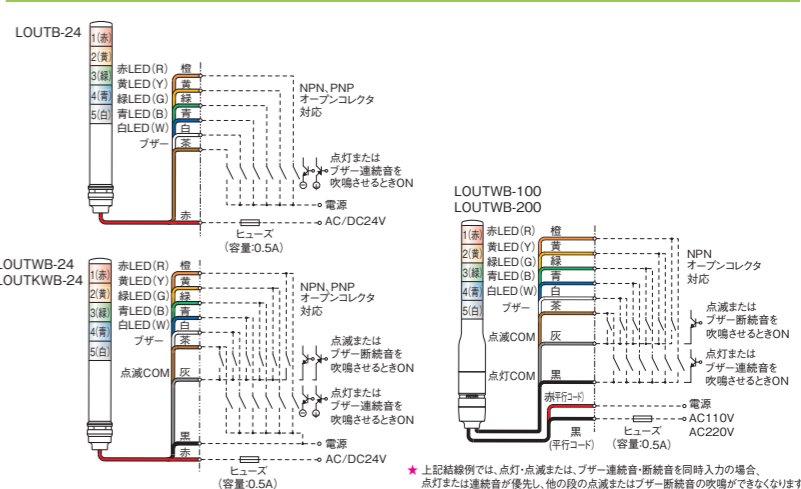 LOUTB-24
1(赤)
2(黄)
3(緑)
4(青)
5(白)
赤LED(R) 橙
黄LED(Y) 黄
緑LED(G) 緑
青LED(B) 青
白LED(W) 白
ブザー 茶
NPN、PNP
オープンコレクタ
対応
点灯または
ブザー連続音を
吹鳴させるときON
電源
赤
AC/DC24V
ヒューズ
(容量:0.5A)
LOUTWB-24
LOUTKWB-24
1(赤)
2(黄)
3(緑)
4(青)
5(白)
赤LED(R) 橙
黄LED(Y) 黄
緑LED(G) 緑
青LED(B) 青
白LED(W) 白
ブザー 茶
点滅COM 灰
NPN、PNP
オープンコレクタ
対応
点滅または
ブザー断続音を
吹鳴させるときON
点灯または
ブザー連続音を
吹鳴させるときON
黒
電源
赤
AC/DC24V
ヒューズ
(容量:0.5A)
LOUTWB-100
LOUTWB-200
1(赤)
2(黄)
3(緑)
4(青)
5(白)
赤LED(R) 橙
黄LED(Y) 黄
緑LED(G) 緑
青LED(B) 青
白LED(W) 白
ブザー 茶
点滅COM 灰
点灯COM 黒
NPN
オープンコレクタ
対応
点滅または
ブザー断続音を
吹鳴させるときON
点灯または
ブザー連続音を
吹鳴させるときON
赤(平行コード)
電源
黒
(平行コード)
AC110V
AC220V
ヒューズ
(容量:0.5A)
★ 上記結線例では、点灯・点滅または、ブザー連続音・断続音を同時入力の場合、
点灯または連続音が優先し、他の段の点滅またはブザー断続音の吹鳴ができなくなります